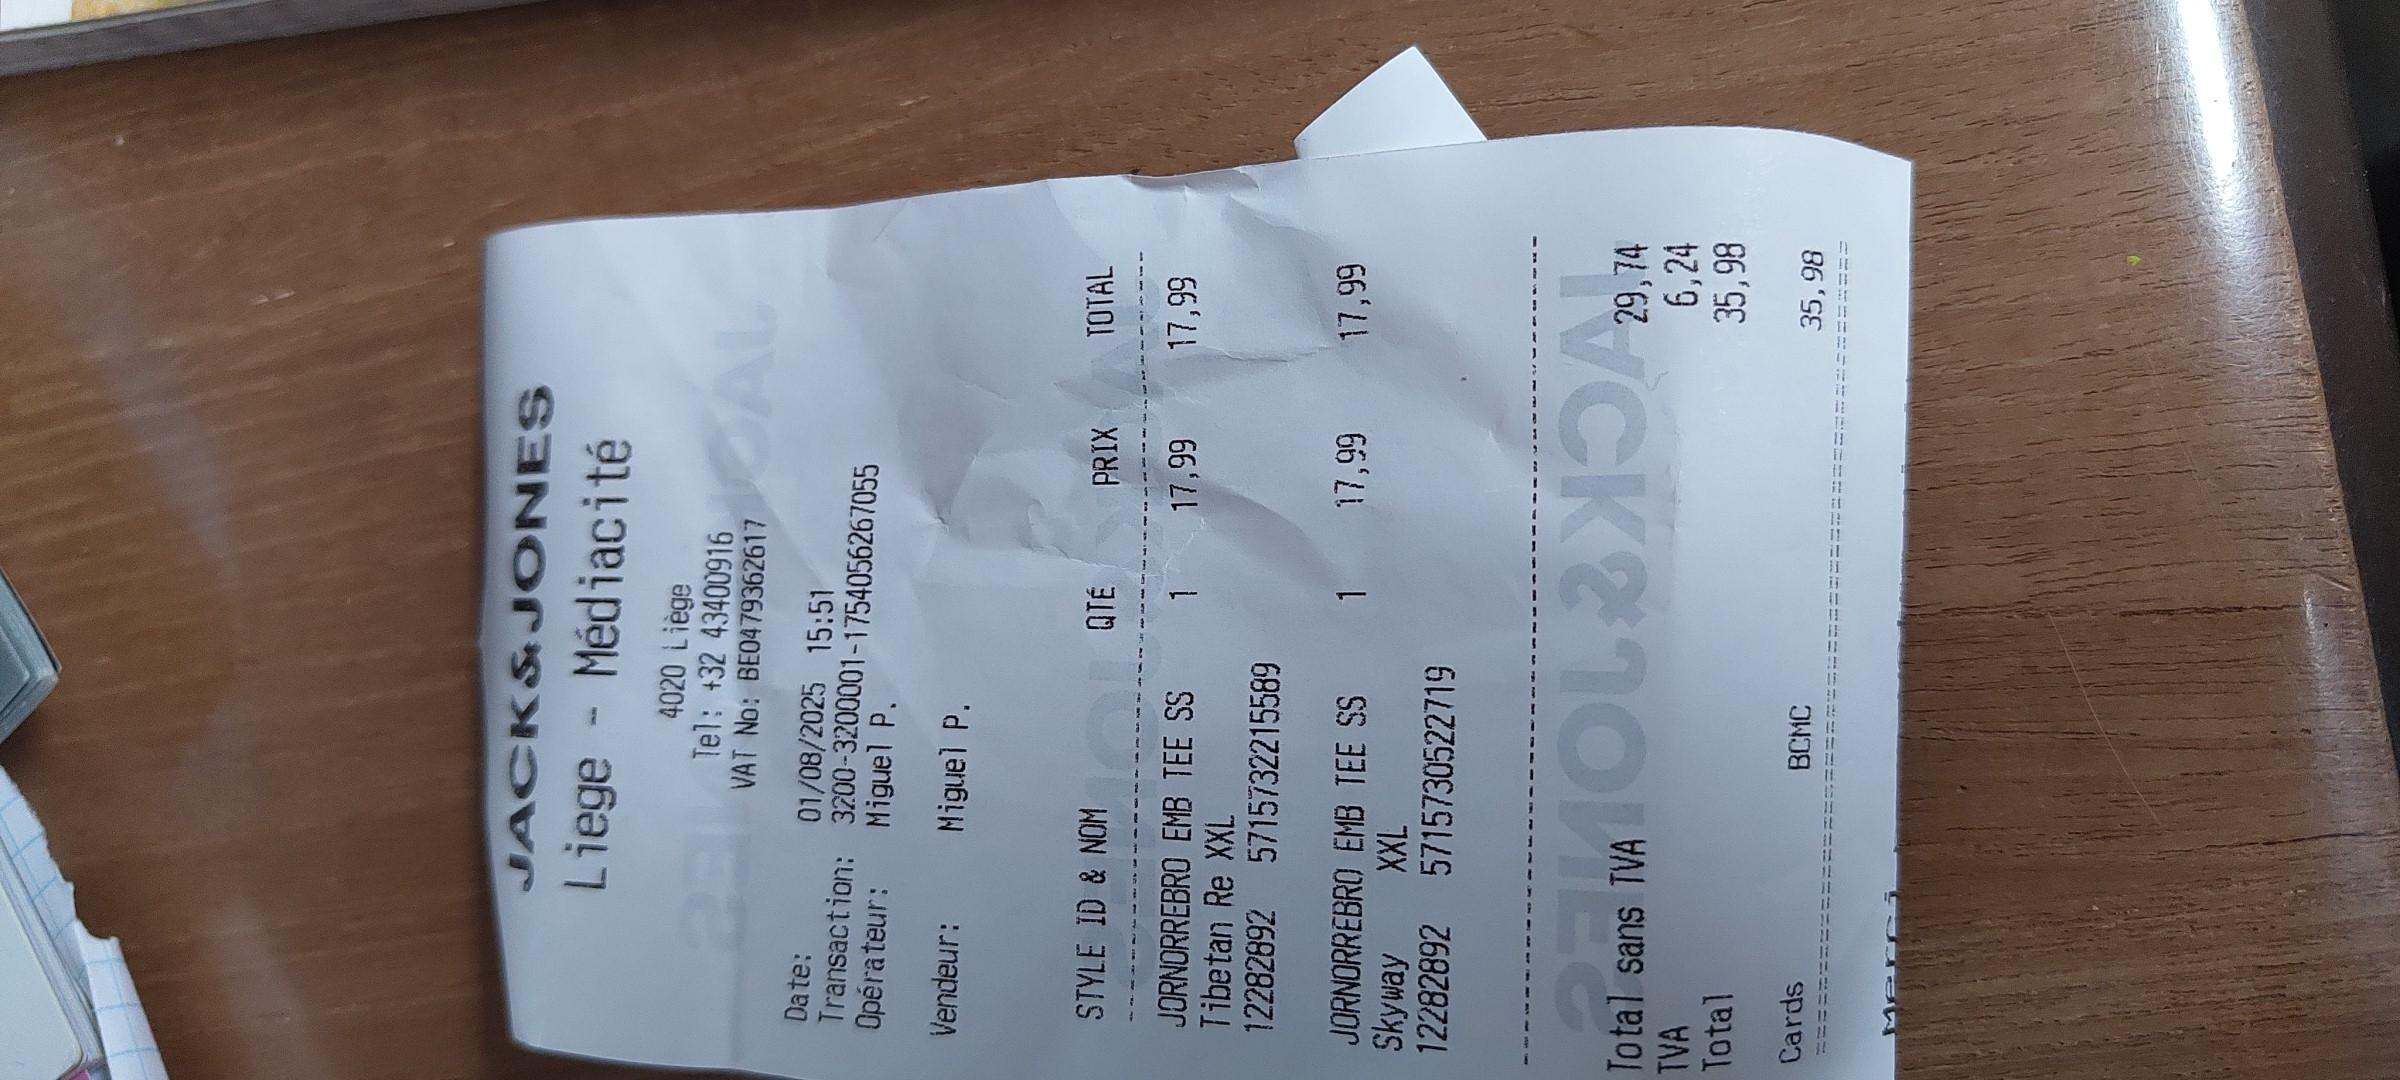 JACK&JONES
Liege - Médiacité
4020 Liège
Tel: +32 43400916
VAT No: BE0479362617
Date: 01/08/2025 15:51
Transaction: 3200-3200001-1754056267055
Opérateur: Miguel P.
Vendeur: Miguel P.
STYLE ID & NOM QTÉ PRIX TOTAL
JORNORREBRO EMB TEE SS 1 17,99 17,99
Tibetan Re XXL
12282892 5715732215589
JORNORREBRO EMB TEE SS 1 17,99 17,99
Skyway XXL
12282892 5715730522719
Total sans TVA 29,74
TVA 6,24
Total 35,98
Cards BCMC 35,98